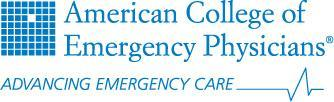 American College of
Emergency Physicians®
ADVANCING EMERGENCY CARE